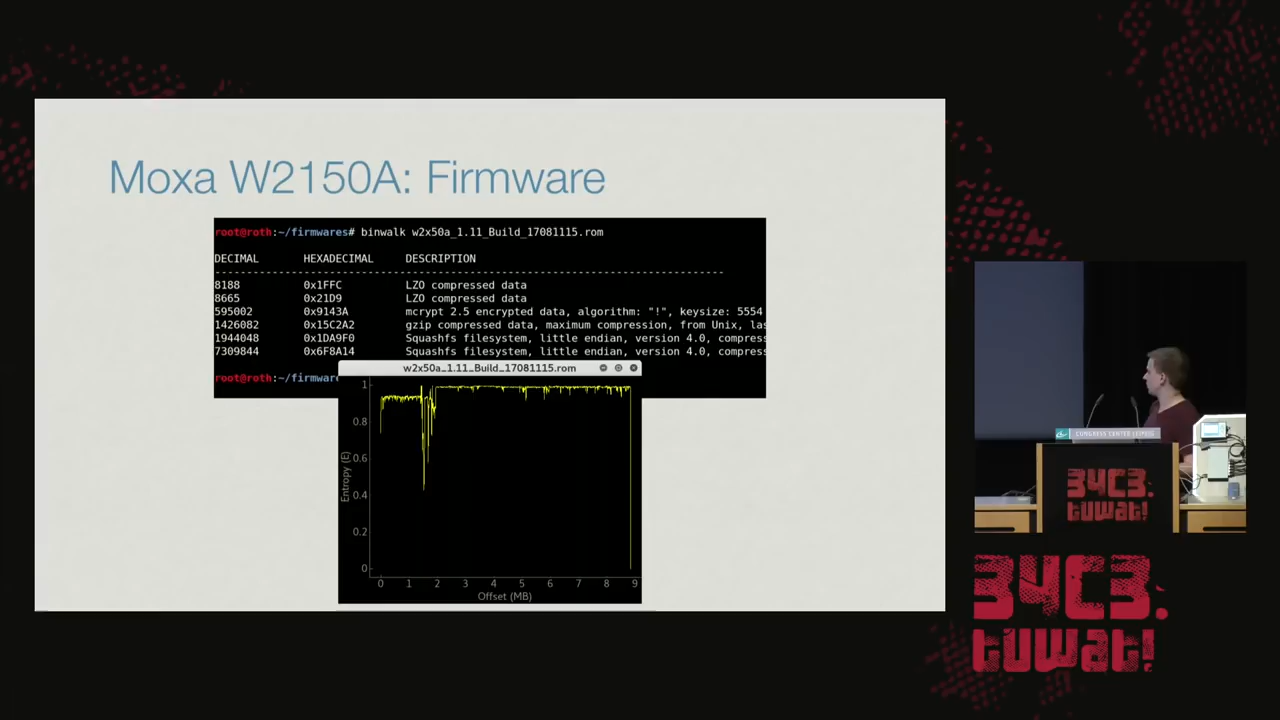 Moxa W2150A: Firmware
root@roth:~/firmwares# binwalk w2x50a_1.11_Build_17081115.rom
DECIMAL HEXADECIMAL DESCRIPTION
--------------------------------------------------------------------------------
8188 0x1FFC LZO compressed data
8665 0x21D9 LZO compressed data
595002 0x9143A mcrypt 2.5 encrypted data, algorithm: "!", keysize: 5554
1426082 0x15C2A2 gzip compressed data, maximum compression, from Unix, las
1944048 0x1DA9F0 Squashfs filesystem, little endian, version 4.0, compress
7309844 0x6F8A14 Squashfs filesystem, little endian, version 4.0, compress
root@roth:~/firmware
w2x50a_1.11_Build_17081115.rom
1
0.8
0.6
0.4
0.2
0
Entropy (E)
0 1 2 3 4 5 6 7 8 9
Offset (MB)
CONGRESS CENTER LEIPZIG
34C3.
tuwat!
34C3.
tuwat!